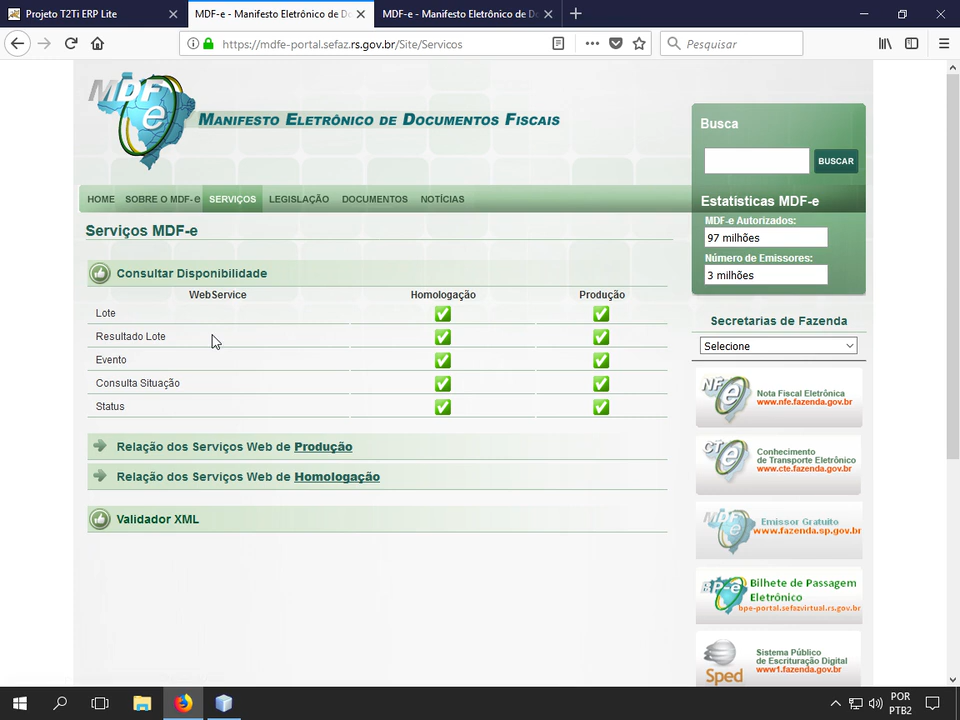 Projeto T2Ti ERP Lite
MDF-e - Manifesto Eletrônico de Do
MDF-e - Manifesto Eletrônico de Do
https://mdfe-portal.sefaz.rs.gov.br/Site/Servicos
Pesquisar
MDF e
MANIFESTO ELETRÔNICO DE DOCUMENTOS FISCAIS
Busca
BUSCAR
HOME SOBRE O MDF-e SERVIÇOS LEGISLAÇÃO DOCUMENTOS NOTÍCIAS
Estatísticas MDF-e
MDF-e Autorizados:
97 milhões
Número de Emissores:
3 milhões
Serviços MDF-e
Consultar Disponibilidade
WebService Homologação Produção
Lote
Resultado Lote
Evento
Consulta Situação
Status
Relação dos Serviços Web de Produção
Relação dos Serviços Web de Homologação
Validador XML
Secretarias de Fazenda
Selecione
NF e
Nota Fiscal Eletrônica
www.nfe.fazenda.gov.br
CT e
Conhecimento
de Transporte Eletrônico
www.cte.fazenda.gov.br
MDF e
Emissor Gratuito
www.fazenda.sp.gov.br
BP-e
Bilhete de Passagem
Eletrônico
bpe-portal.sefazvirtual.rs.gov.br
Sped
Sistema Público
de Escrituração Digital
www1.fazenda.gov.br
POR
PTB2